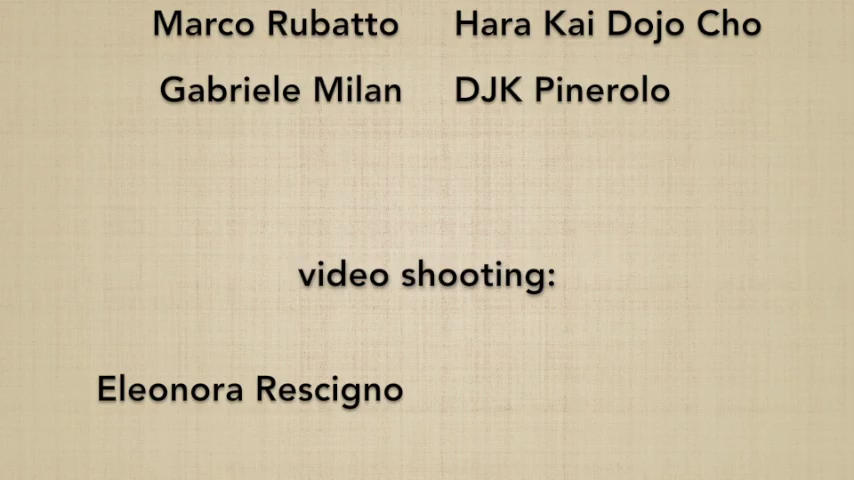 Marco Rubatto Hara Kai Dojo Cho
Gabriele Milan DJK Pinerolo
video shooting:
Eleonora Rescigno